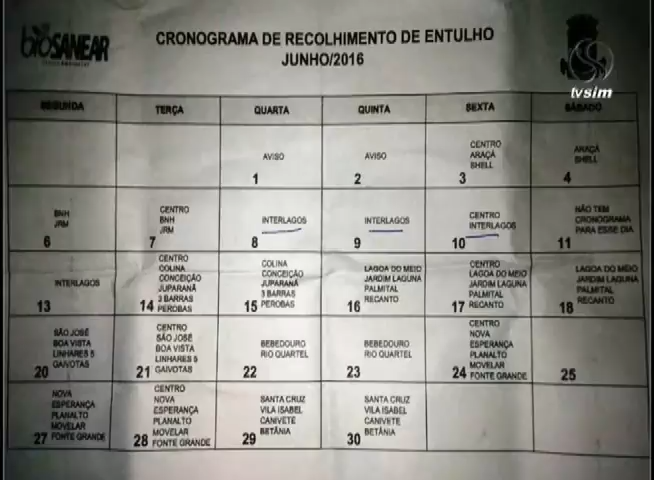 bioSANEAR
CRONOGRAMA DE RECOLHIMENTO DE ENTULHO
JUNHO/2016
tvsim
SEGUNDA TERÇA QUARTA QUINTA SEXTA SÁBADO
AVISO
1
AVISO
2
CENTRO
ARAÇÁ
SHELL
3
ARAÇÁ
SHELL
4
BNH
JRM
6
CENTRO
BNH
JRM
7
INTERLAGOS
8
INTERLAGOS
9
CENTRO
INTERLAGOS
10
NÃO TEM
CRONOGRAMA
PARA ESSE DIA
11
INTERLAGOS
13
CENTRO
COLINA
CONCEIÇÃO
JUPARANÃ
3 BARRAS
14 PEROBAS
COLINA
CONCEIÇÃO
JUPARANÃ
3 BARRAS
15 PEROBAS
LAGOA DO MEIO
JARDIM LAGUNA
PALMITAL
16 RECANTO
CENTRO
LAGOA DO MEIO
JARDIM LAGUNA
PALMITAL
17 RECANTO
LAGOA DO MEIO
JARDIM LAGUNA
PALMITAL
18 RECANTO
SÃO JOSÉ
BOA VISTA
LINHARES 5
20 GAIVOTAS
CENTRO
SÃO JOSÉ
BOA VISTA
LINHARES 5
21 GAIVOTAS
BEBEDOURO
RIO QUARTEL
22
BEBEDOURO
RIO QUARTEL
23
CENTRO
NOVA
ESPERANÇA
PLANALTO
MOVELAR
24 FONTE GRANDE
25
NOVA
ESPERANÇA
PLANALTO
MOVELAR
27 FONTE GRANDE
CENTRO
NOVA
ESPERANÇA
PLANALTO
MOVELAR
28 FONTE GRANDE
SANTA CRUZ
VILA ISABEL
CANIVETE
29 BETÂNIA
SANTA CRUZ
VILA ISABEL
CANIVETE
30 BETÂNIA